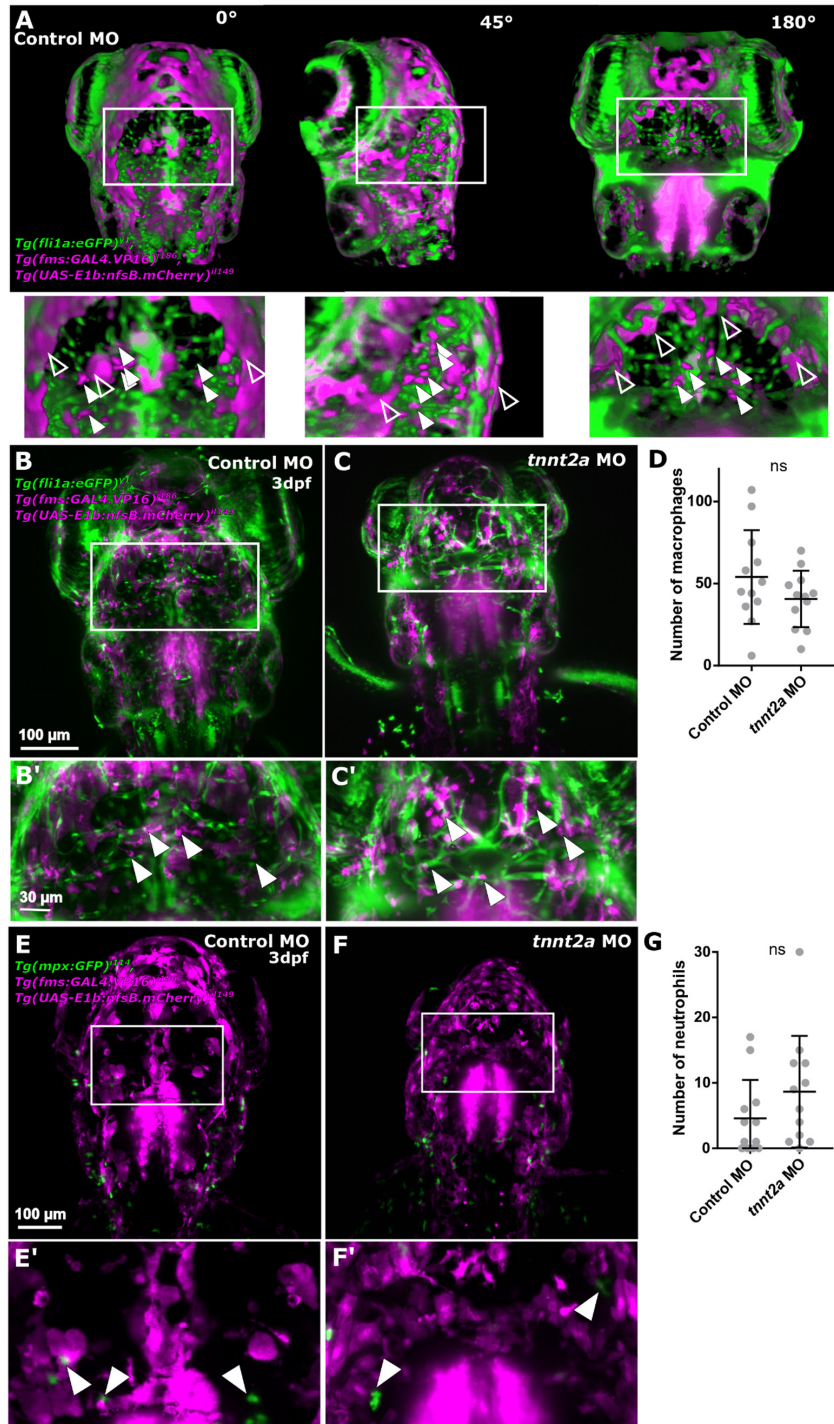 A
Control MO
0°
45°
180°
Tg(fli1a:eGFP)y1,
Tg(fms:GAL4.VP16)i186
Tg(UAS-E1b:nfsB.mCherry)il149
B
Control MO
3dpf
Tg(fli1a:eGFP)y1
Tg(fms:GAL4.VP16)
Tg(UAS-E1b:nfsB.mCherry)
C
tnnt2a MO
D
ns
Number of macrophages
100
50
0
Control MO
tnnt2a MO
100 µm
B'
30 µm
C'
E
Control MO
3dpf
Tg(mpx:GFP)i114,
Tg(fms:GAL4.VP16)
Tg(UAS-E1b:nfsB.mCherry)i149
F
tnnt2a MO
G
ns
Number of neutrophils
30
20
10
0
Control MO
tnnt2a MO
100 µm
E'
F'